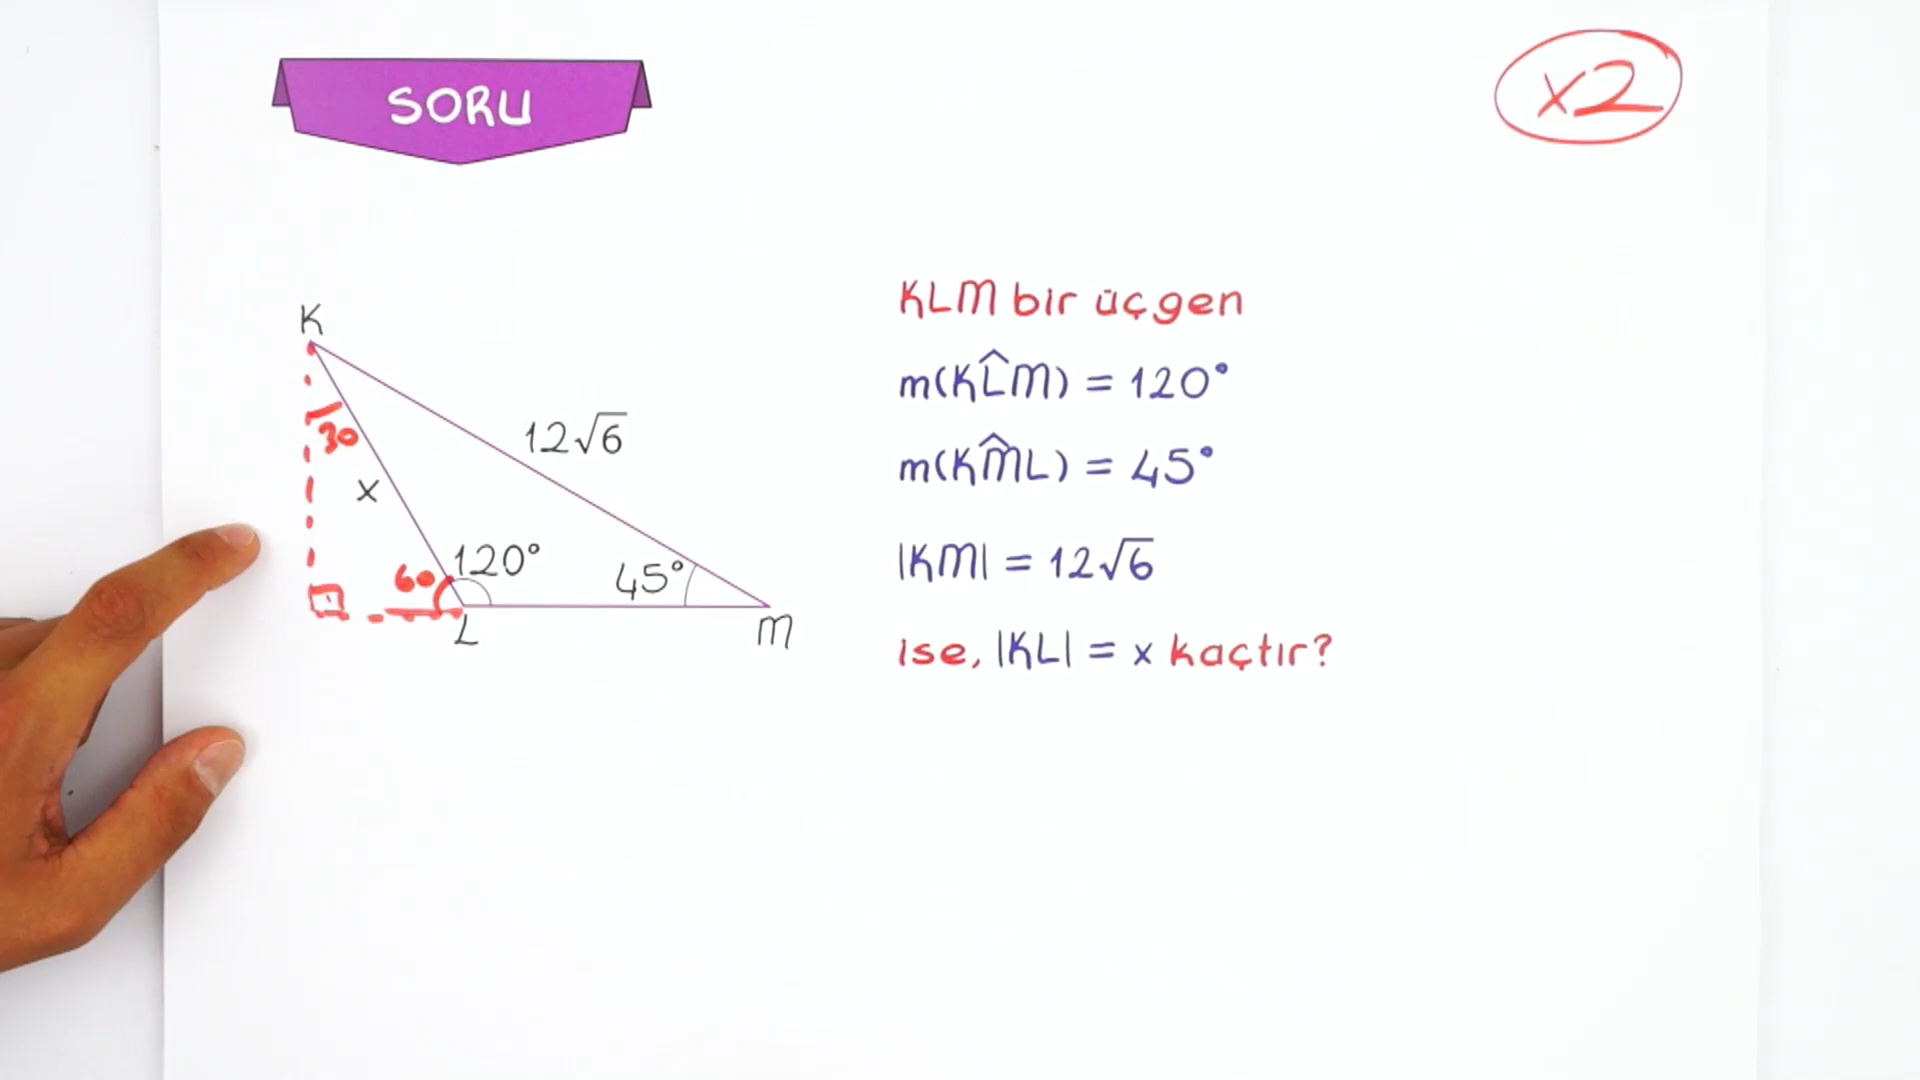 SORU
x2
K
30
x
12√6
60
120°
45°
L
M
KLM bir üçgen
m(KL̂M) = 120°
m(KM̂L) = 45°
|KM| = 12√6
ise, |KL| = x kaçtır?